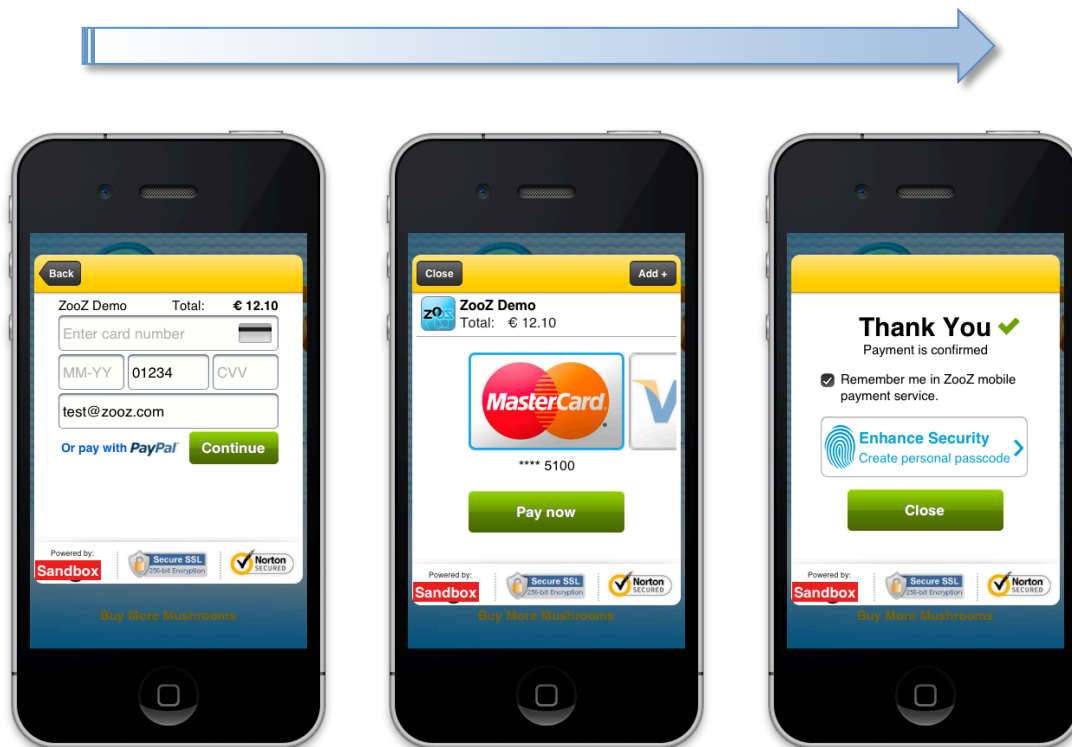 Back
ZooZ Demo Total: € 12.10
Enter card number
MM-YY 01234 CVV
test@zooz.com
Or pay with PayPal Continue
Powered by:
Sandbox
Secure SSL
256-bit Encryption
Norton
SECURED
Buy More Mushrooms
Close Add +
ZooZ
ZooZ Demo
Total: € 12.10
MasterCard V
**** 5100
Pay now
Powered by:
Sandbox
Secure SSL
256-bit Encryption
Norton
SECURED
Buy More Mushrooms
Thank You
Payment is confirmed
Remember me in ZooZ mobile
payment service.
Enhance Security
Create personal passcode
Close
Powered by:
Sandbox
Secure SSL
256-bit Encryption
Norton
SECURED
Buy More Mushrooms